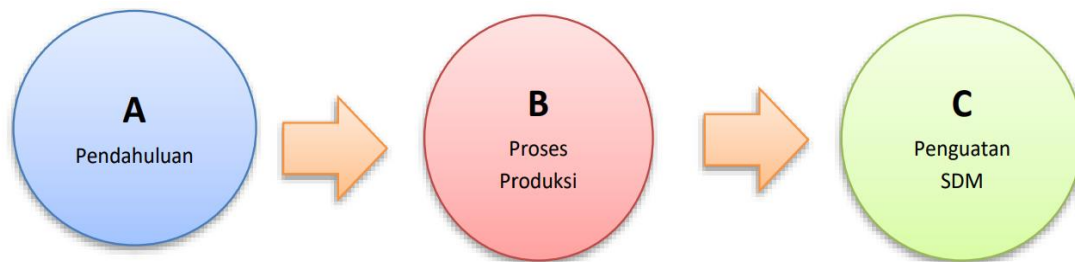 A
Pendahuluan
B
Proses
Produksi
C
Penguatan
SDM